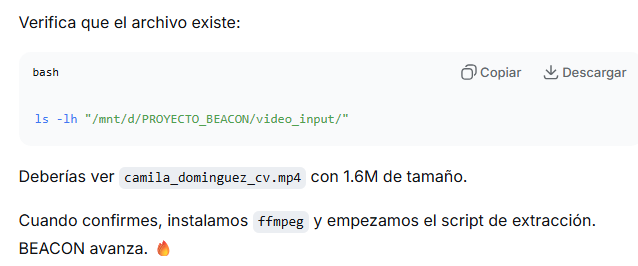 Verifica que el archivo existe:
bash
Copiar
Descargar
ls -lh "/mnt/d/PROYECTO_BEACON/video_input/"
Deberías ver camila_dominguez_cv.mp4 con 1.6M de tamaño.
Cuando confirmes, instalamos ffmpeg y empezamos el script de extracción.
BEACON avanza. 🔥